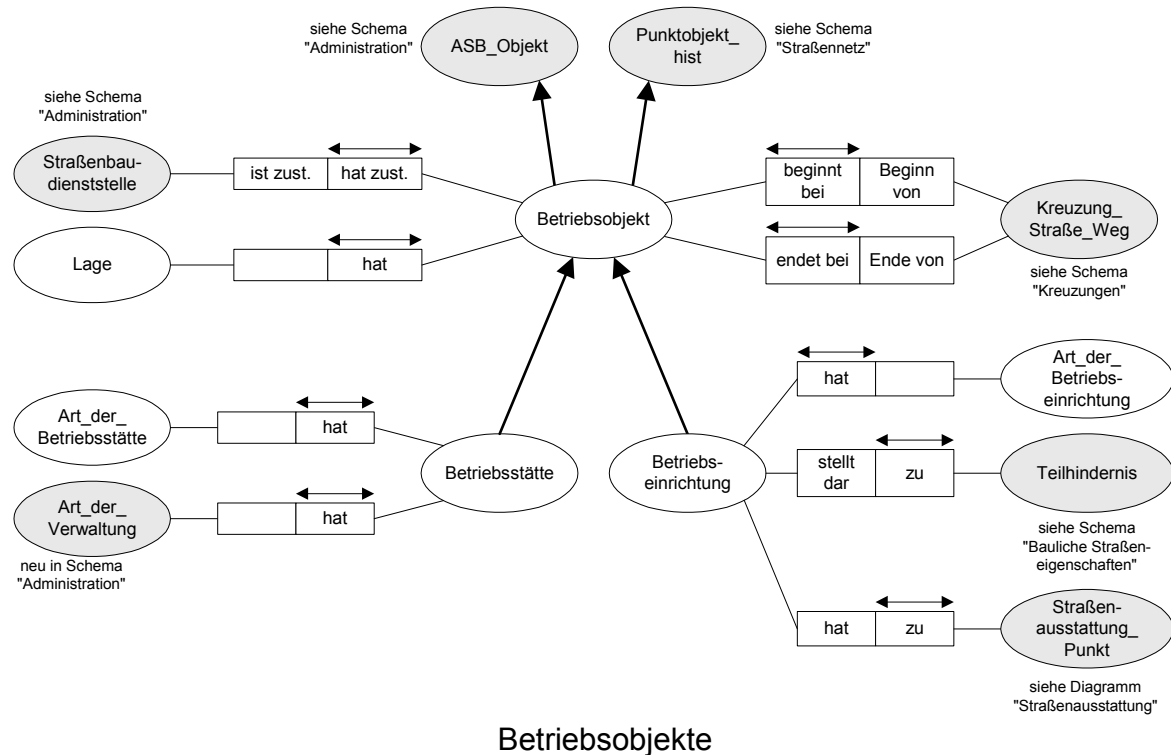 siehe Schema
"Administration"
ASB_Objekt
Punktobjekt_
hist
siehe Schema
"Straßennetz"
siehe Schema
"Administration"
Straßenbau-
dienststelle
ist zust.
hat zust.
beginnt
bei
Beginn
von
Betriebsobjekt
Kreuzung_
Straße_Weg
Lage
hat
endet bei
Ende von
siehe Schema
"Kreuzungen"
hat
Art_der_
Betriebs-
einrichtung
Art_der_
Betriebsstätte
hat
Betriebsstätte
Betriebs-
einrichtung
stellt
dar
zu
Teilhindernis
Art_der_
Verwaltung
hat
siehe Schema
"Bauliche Straßen-
eigenschaften"
neu in Schema
"Administration"
hat
zu
Straßen-
ausstattung_
Punkt
siehe Diagramm
"Straßenausstattung"
Betriebsobjekte